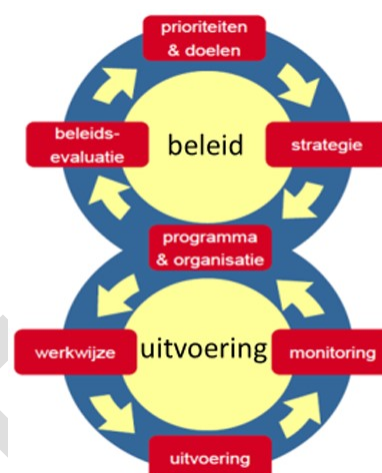 prioriteiten
& doelen
beleids-
evaluatie
beleid
strategie
programma
& organisatie
werkwijze
uitvoering
monitoring
uitvoering